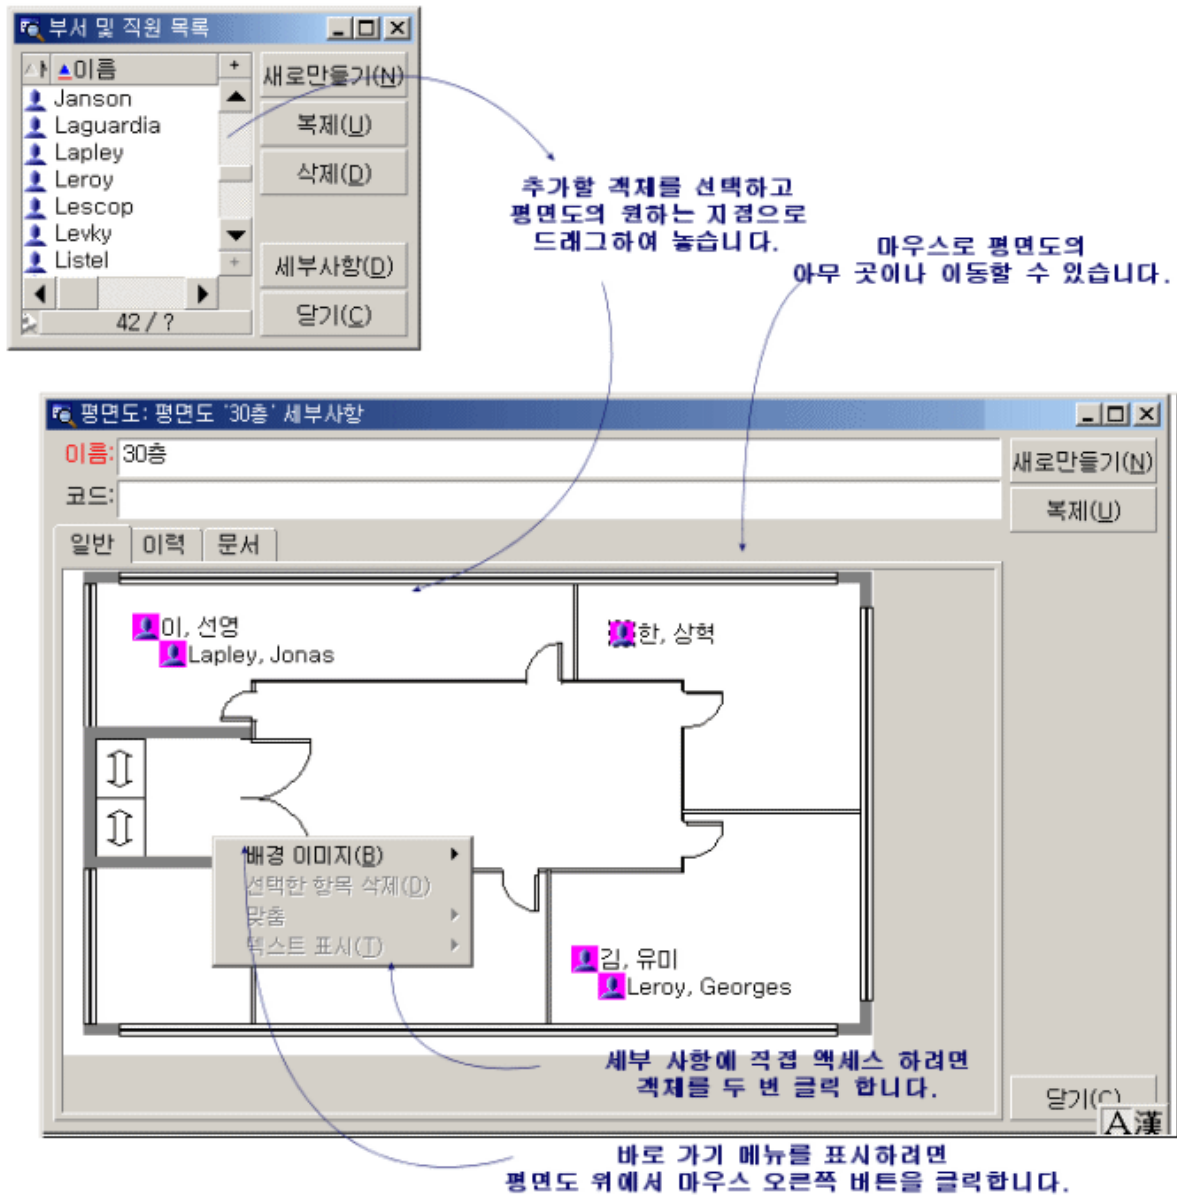 부서 및 직원 목록
이름
+
새로만들기(N)
Janson
Laguardia
복제(U)
Lapley
Leroy
삭제(D)
Lescop
Levky
Listel
+
세부사항(D)
42 / ?
닫기(C)
추가할 객체를 선택하고
평면도의 원하는 지점으로
드래그하여 놓습니다.
마우스로 평면도의
아무 곳이나 이동할 수 있습니다.
평면도: 평면도 '30층' 세부사항
이름: 30층
새로만들기(N)
코드:
복제(U)
일반 이력 문서
이, 선영
한, 상혁
Lapley, Jonas
배경 이미지(B)
선택한 항목 삭제(D)
맞춤
텍스트 표시(T)
김, 유미
Leroy, Georges
세부 사항에 직접 액세스 하려면
객체를 두 번 클릭 합니다.
닫기(C)
A漢
바로 가기 메뉴를 표시하려면
평면도 위에서 마우스 오른쪽 버튼을 클릭합니다.